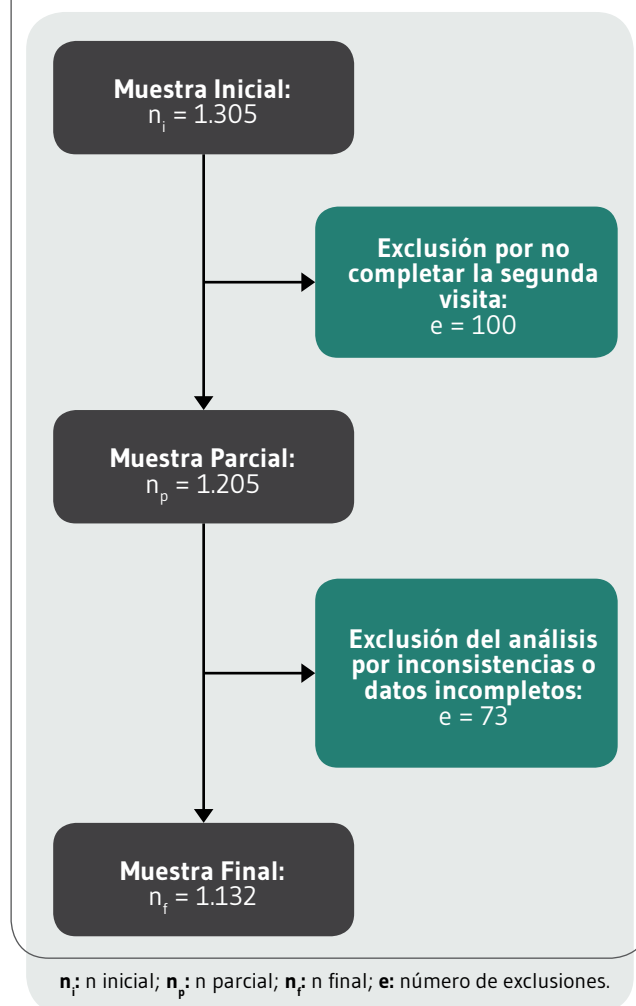 Muestra Inicial:
nᵢ = 1.305
Exclusión por no
completar la segunda
visita:
e = 100
Muestra Parcial:
nₚ = 1.205
Exclusión del análisis
por inconsistencias o
datos incompletos:
e = 73
Muestra Final:
n_f = 1.132
nᵢ: n inicial; nₚ: n parcial; n_f: n final; e: número de exclusiones.